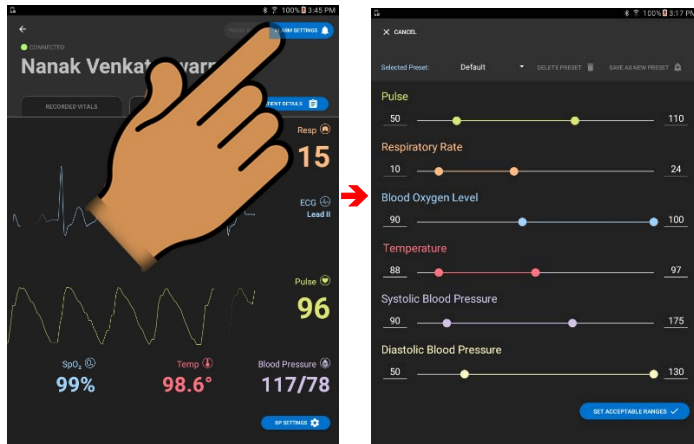 100% 3:45 PM
ALARM SETTINGS
CONNECTED
Nanak
RECORDED VITALS
DETAILS
Resp
15
ECG
Lead II
Pulse
96
SpO₂
Temp
Blood Pressure
99%
98.6°
117/78
BP SETTINGS
100% 3:17 PM
X CANCEL
Selected Preset: Default DELETE PRESET SAVE AS NEW PRESET
Pulse
50 110
Respiratory Rate
10 24
Blood Oxygen Level
90 100
Temperature
88 97
Systolic Blood Pressure
90 175
Diastolic Blood Pressure
50 130
SET ACCEPTABLE RANGES